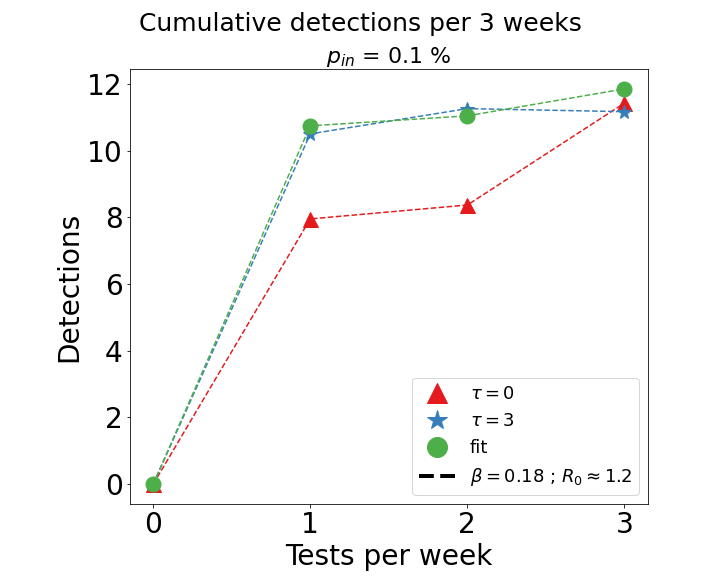 Cumulative detections per 3 weeks
p_in = 0.1 %
12
10
8
6
4
2
0
Detections
0 1 2 3
Tests per week
τ = 0
τ = 3
fit
β = 0.18 ; R₀ ≈ 1.2